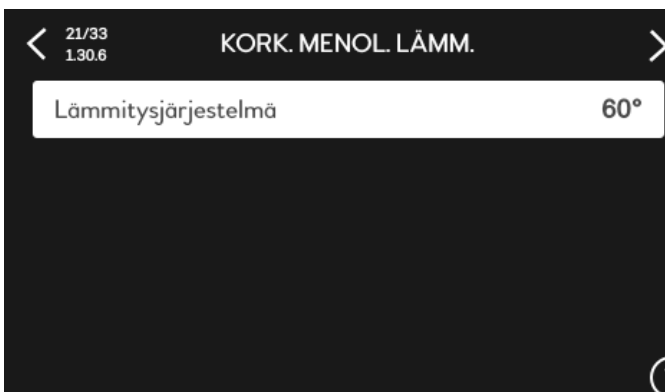 21/33
1.30.6
KORK. MENOL. LÄMM.
Lämmitysjärjestelmä 60°